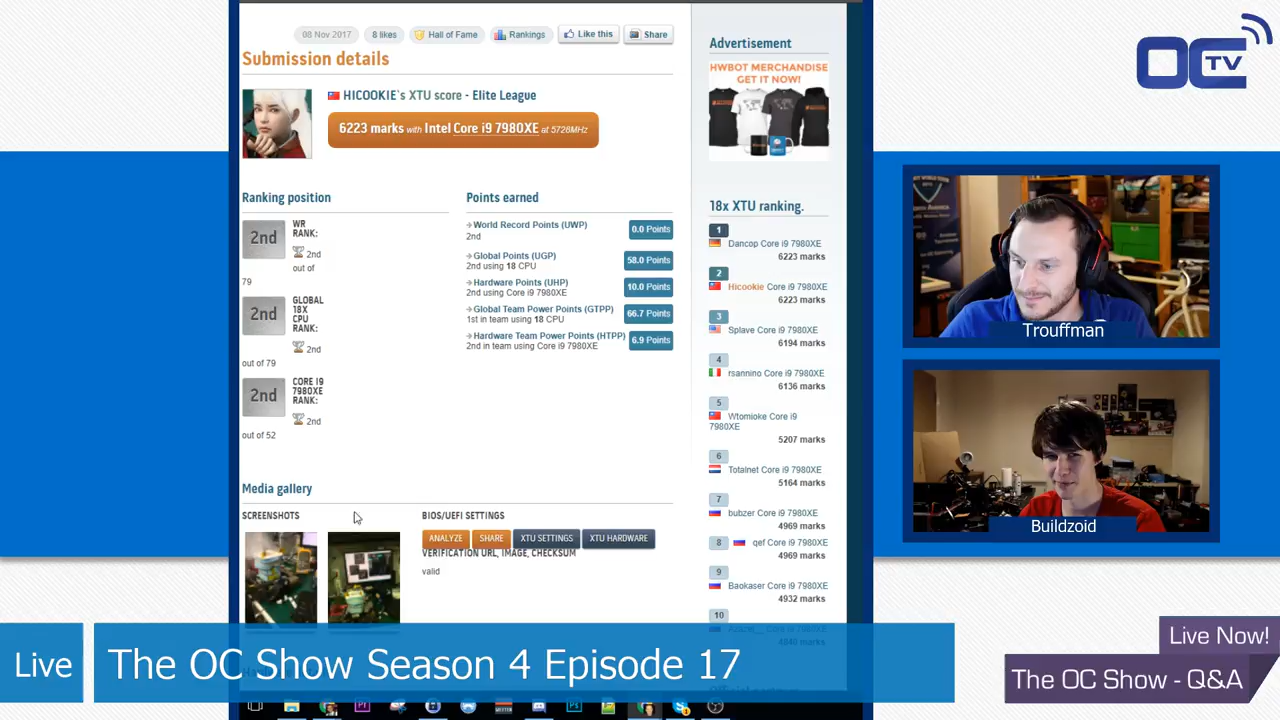 08 Nov 2017
8 likes
Hall of Fame
Rankings
Like this
Share
Submission details
HICOOKIE's XTU score - Elite League
6223 marks with Intel Core i9 7980XE at 5728MHz
Ranking position
2nd
WR
RANK:
2nd
out of
79
2nd
GLOBAL
18X
CPU
RANK:
2nd
out of 79
2nd
CORE I9
7980XE
RANK:
2nd
out of 52
Points earned
World Record Points (UWP)
2nd
0.0 Points
Global Points (UGP)
2nd using 18 CPU
58.0 Points
Hardware Points (UHP)
2nd using Core i9 7980XE
10.0 Points
Global Team Power Points (GTPP)
1st in team using 18 CPU
66.7 Points
Hardware Team Power Points (HTPP)
2nd in team using Core i9 7980XE
6.9 Points
Media gallery
SCREENSHOTS
BIOS/UEFI SETTINGS
ANALYZE
SHARE
XTU SETTINGS
XTU HARDWARE
VERIFICATION URL, IMAGE, CHECKSUM
valid
Advertisement
HWBOT MERCHANDISE
GET IT NOW!
18x XTU ranking.
1
Dancop Core i9 7980XE
6223 marks
2
Hicookie Core i9 7980XE
6223 marks
3
Splave Core i9 7980XE
6194 marks
4
rsannino Core i9 7980XE
6136 marks
5
Wtomioke Core i9
7980XE
5207 marks
6
Totalnet Core i9 7980XE
5164 marks
7
bubzer Core i9 7980XE
4969 marks
8
qef Core i9 7980XE
4969 marks
9
Baokaser Core i9 7980XE
4932 marks
10
OC TV
Trouffman
Buildzoid
Live
The OC Show Season 4 Episode 17
Live Now!
The OC Show - Q&A